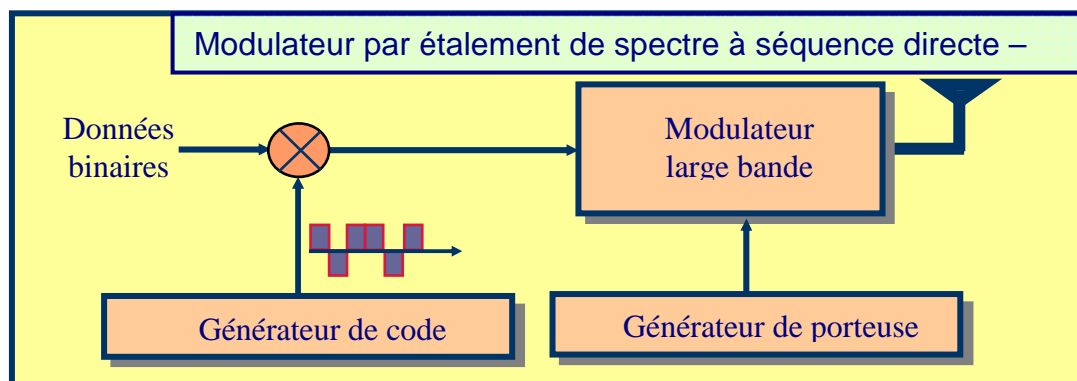 Modulateur par étalement de spectre à séquence directe –
Données
binaires
Modulateur
large bande
Générateur de code
Générateur de porteuse